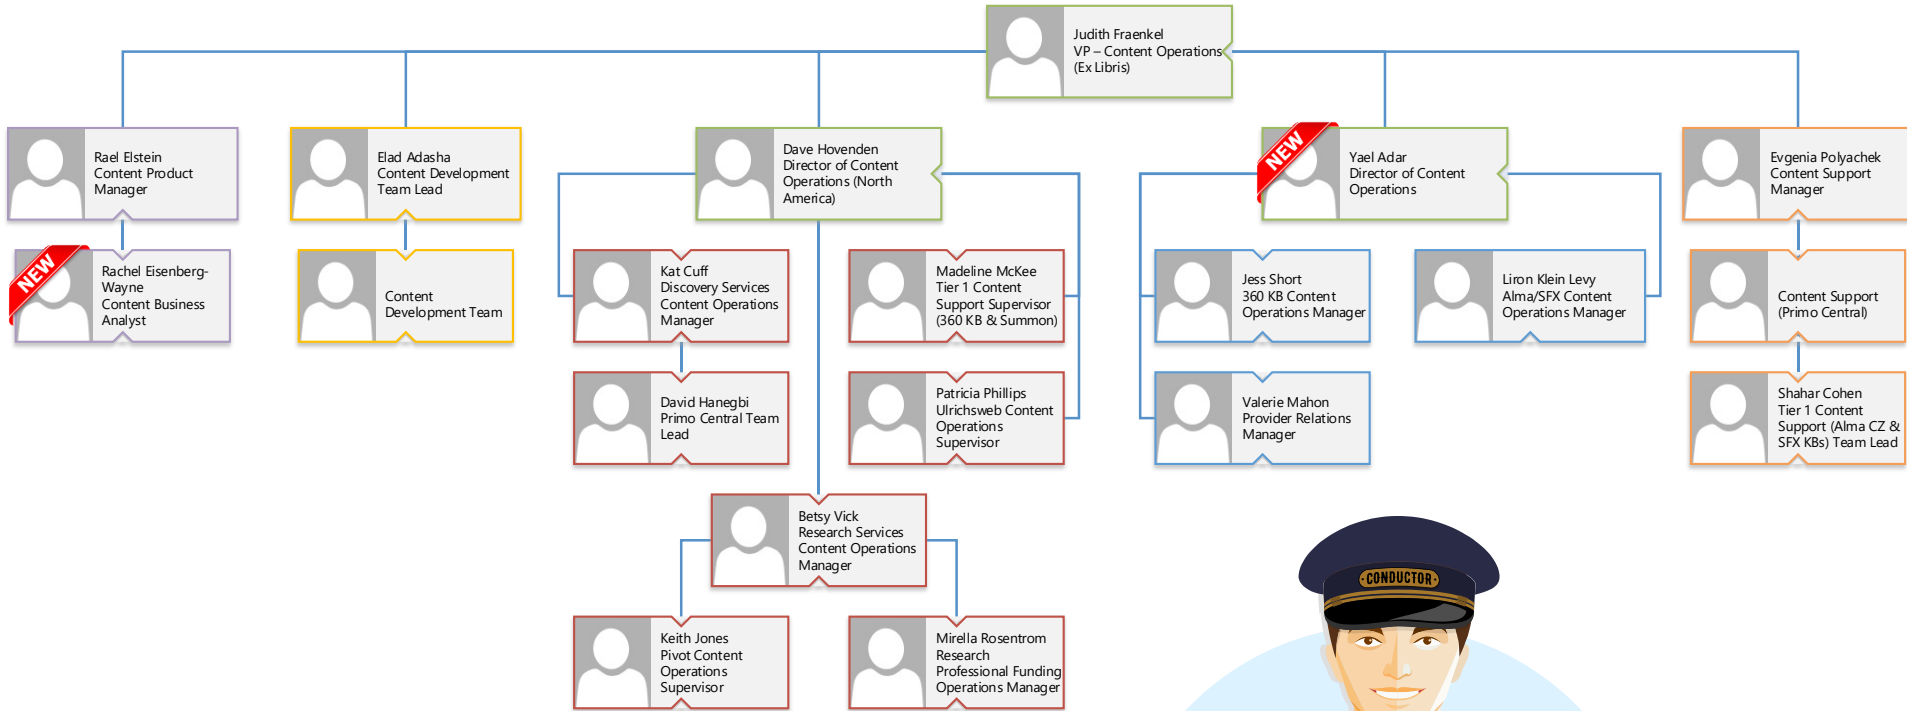 Judith Fraenkel
VP – Content Operations
(Ex Libris)
Rael Elstein
Content Product
Manager
Elad Adasha
Content Development
Team Lead
Dave Hovenden
Director of Content
Operations (North
America)
NEW
Yael Adar
Director of Content
Operations
Evgenia Polyachek
Content Support
Manager
NEW
Rachel Eisenberg-
Wayne
Content Business
Analyst
Content
Development Team
Kat Cuff
Discovery Services
Content Operations
Manager
Madeline McKee
Tier 1 Content
Support Supervisor
(360 KB & Summon)
Jess Short
360 KB Content
Operations Manager
Liron Klein Levy
Alma/SFX Content
Operations Manager
Content Support
(Primo Central)
David Hanegbi
Primo Central Team
Lead
Patricia Phillips
Ulrichsweb Content
Operations
Supervisor
Valerie Mahon
Provider Relations
Manager
Shahar Cohen
Tier 1 Content
Support (Alma CZ &
SFX KBs) Team Lead
Betsy Vick
Research Services
Content Operations
Manager
Keith Jones
Pivot Content
Operations
Supervisor
Mirella Rosentrom
Research
Professional Funding
Operations Manager
CONDUCTOR